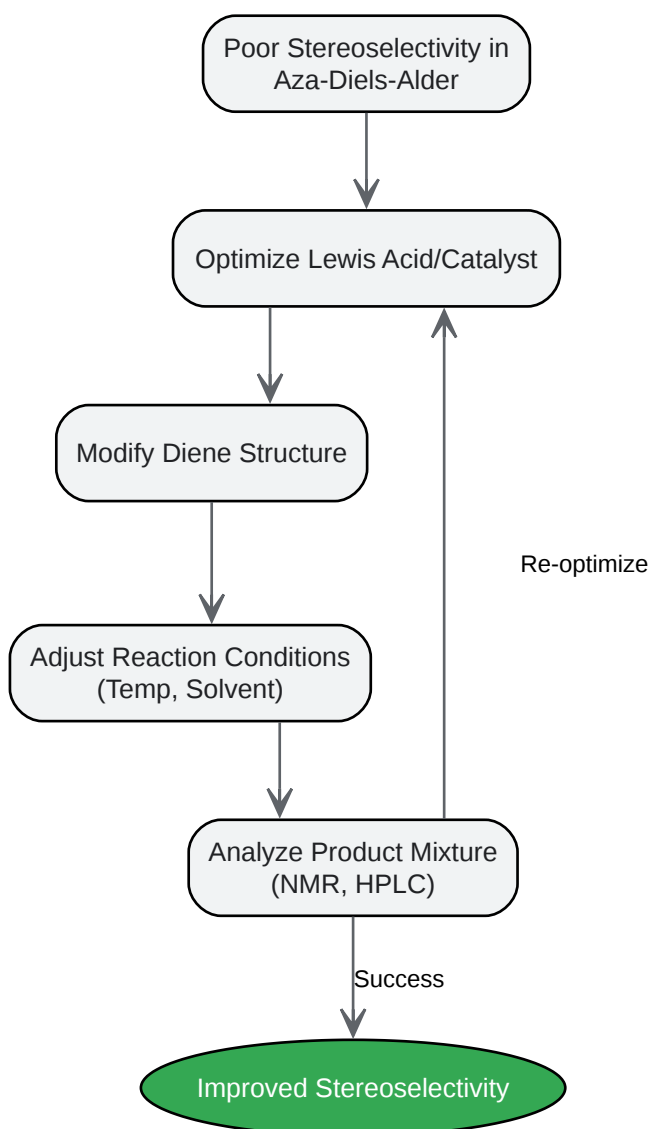 Poor Stereoselectivity in
Aza-Diels-Alder
Optimize Lewis Acid/Catalyst
Modify Diene Structure
Re-optimize
Adjust Reaction Conditions
(Temp, Solvent)
Analyze Product Mixture
(NMR, HPLC)
Success
Improved Stereoselectivity